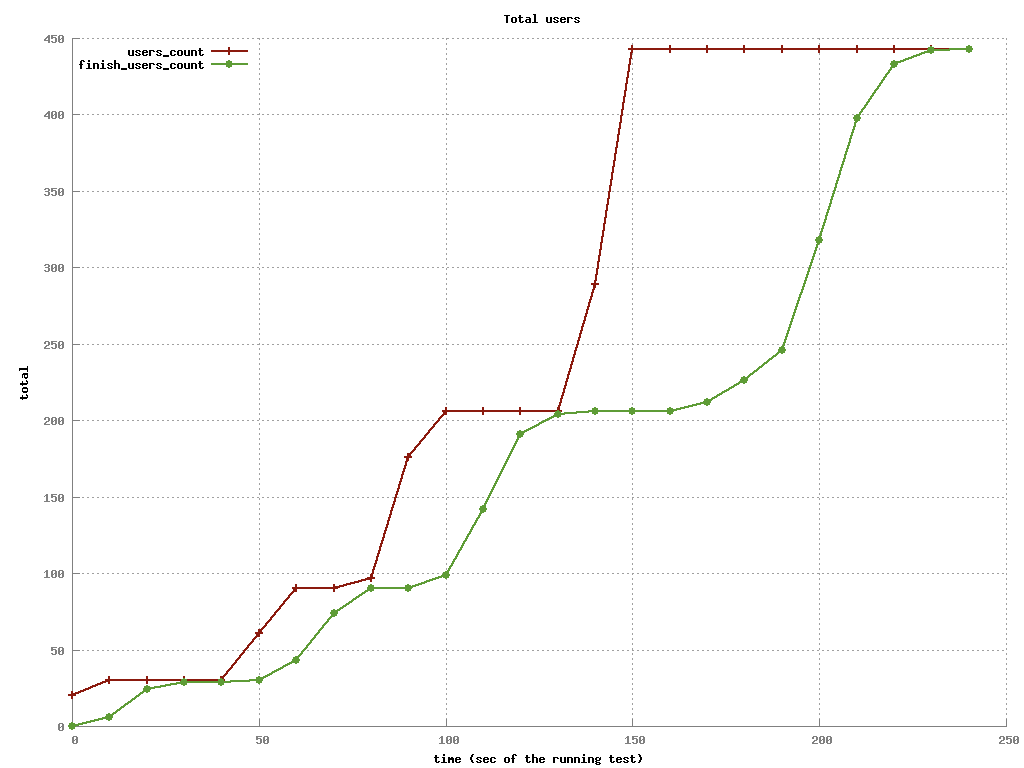 Total users
users_count
finish_users_count
450
400
350
300
250
200
150
100
50
0
total
0 50 100 150 200 250
time (sec of the running test)